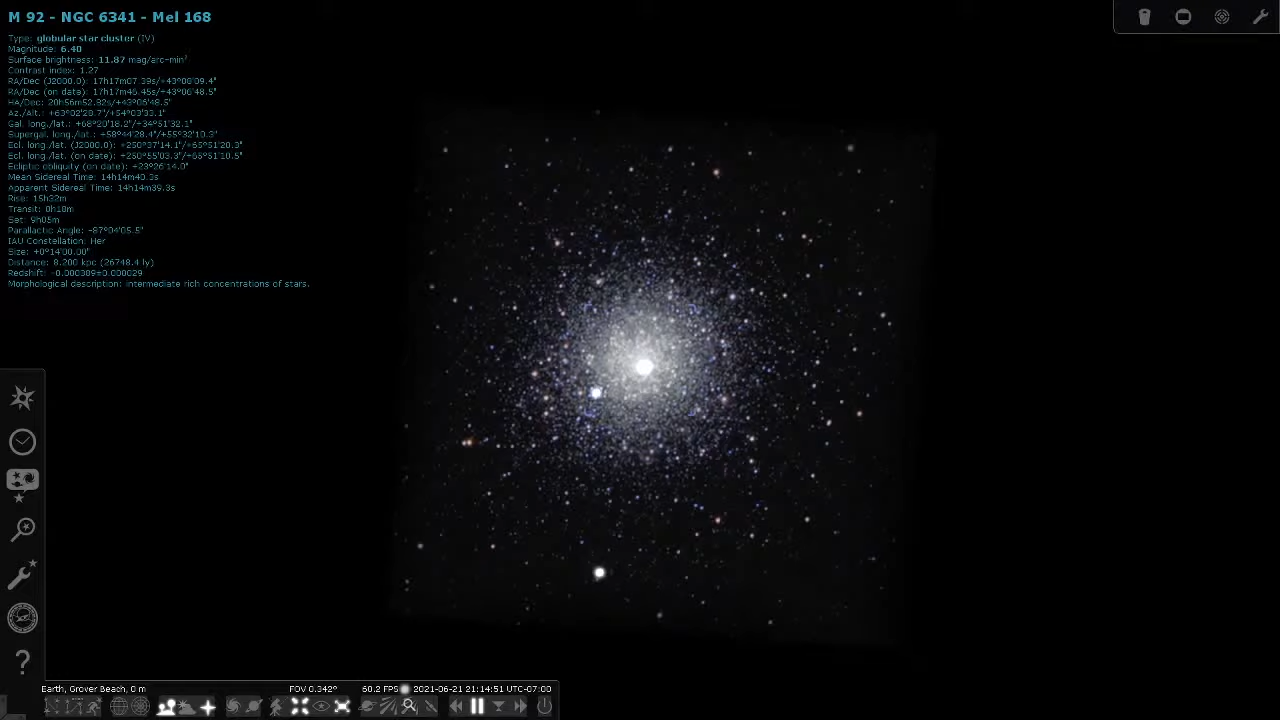 M 92 - NGC 6341 - Mel 168
Type: globular star cluster (IV)
Magnitude: 6.40
Surface brightness: 11.87 mag/arc-min²
Contrast index: 1.27
RA/Dec (J2000.0): 17h17m07.39s/+43°08'09.4"
RA/Dec (on date): 17h17m46.45s/+43°06'48.5"
HA/Dec: 20h56m52.82s/+43°06'48.5"
Az./Alt.: +63°02'28.7"/+54°03'33.1"
Gal. long./lat.: +68°20'18.2"/+34°51'32.1"
Supergal. long./lat.: +58°44'28.4"/+55°32'10.3"
Ecl. long./lat. (J2000.0): +250°37'14.1"/+65°51'20.3"
Ecl. long./lat. (on date): +250°55'03.3"/+65°51'10.5"
Ecliptic obliquity (on date): +23°26'14.0"
Mean Sidereal Time: 14h14m40.3s
Apparent Sidereal Time: 14h14m39.3s
Rise: 15h32m
Transit: 0h18m
Set: 9h05m
Parallactic Angle: -87°04'05.5"
IAU Constellation: Her
Size: +0°14'00.00"
Distance: 8.200 kpc (26748.4 ly)
Redshift: -0.000389±0.000029
Morphological description: intermediate rich concentrations of stars.
Earth, Grover Beach, 0 m FOV 0.342° 60.2 FPS 2021-06-21 21:14:51 UTC-07:00